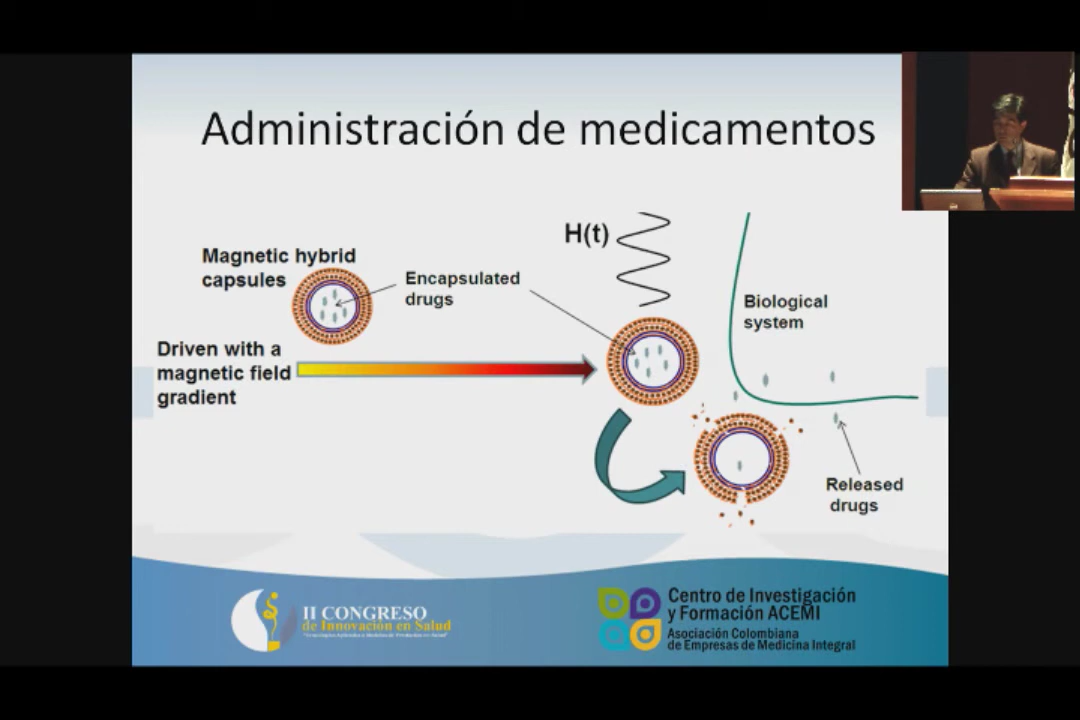 Administración de medicamentos
H(t)
Magnetic hybrid
capsules
Encapsulated
drugs
Biological
system
Driven with a
magnetic field
gradient
Released
drugs
II CONGRESO
de Innovación en Salud
Centro de Investigación
y Formación ACEMI
Asociación Colombiana
de Empresas de Medicina Integral